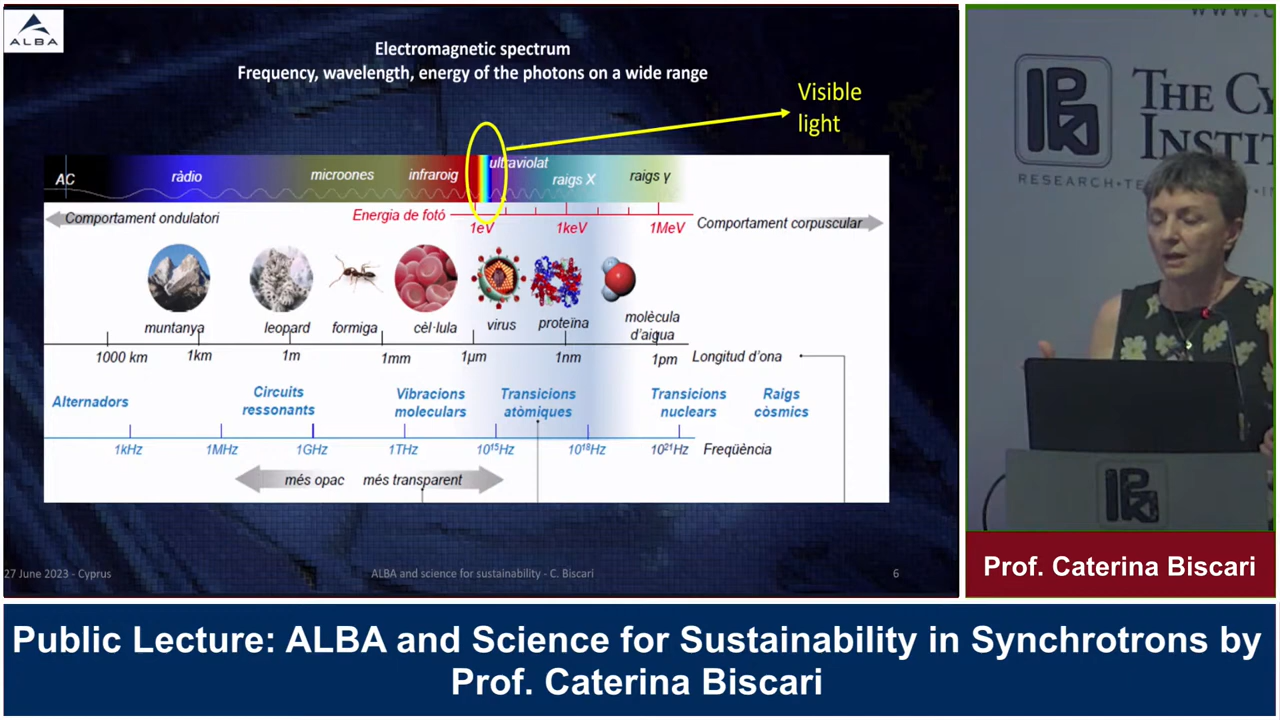 ALBA
Electromagnetic spectrum
Frequency, wavelength, energy of the photons on a wide range
Visible
light
AC
ràdio
microones
infraroig
ultraviolat
raigs X
raigs γ
Comportament ondulatori
Energia de fotó
1eV
1keV
1MeV
Comportament corpuscular
muntanya
leopard
formiga
cèl·lula
virus
proteïna
molècula
d'aigua
1000 km
1km
1m
1mm
1μm
1nm
1pm
Longitud d'ona
Alternadors
Circuits
ressonants
Vibracions
moleculars
Transicions
atòmiques
Transicions
nuclears
Raigs
còsmics
1kHz
1MHz
1GHz
1THz
10¹⁵Hz
10¹⁸Hz
10²¹Hz
Freqüència
més opac
més transparent
27 June 2023 - Cyprus
ALBA and science for sustainability - C. Biscari
6
THE CY
INSTIT
Prof. Caterina Biscari
Public Lecture: ALBA and Science for Sustainability in Synchrotrons by
Prof. Caterina Biscari